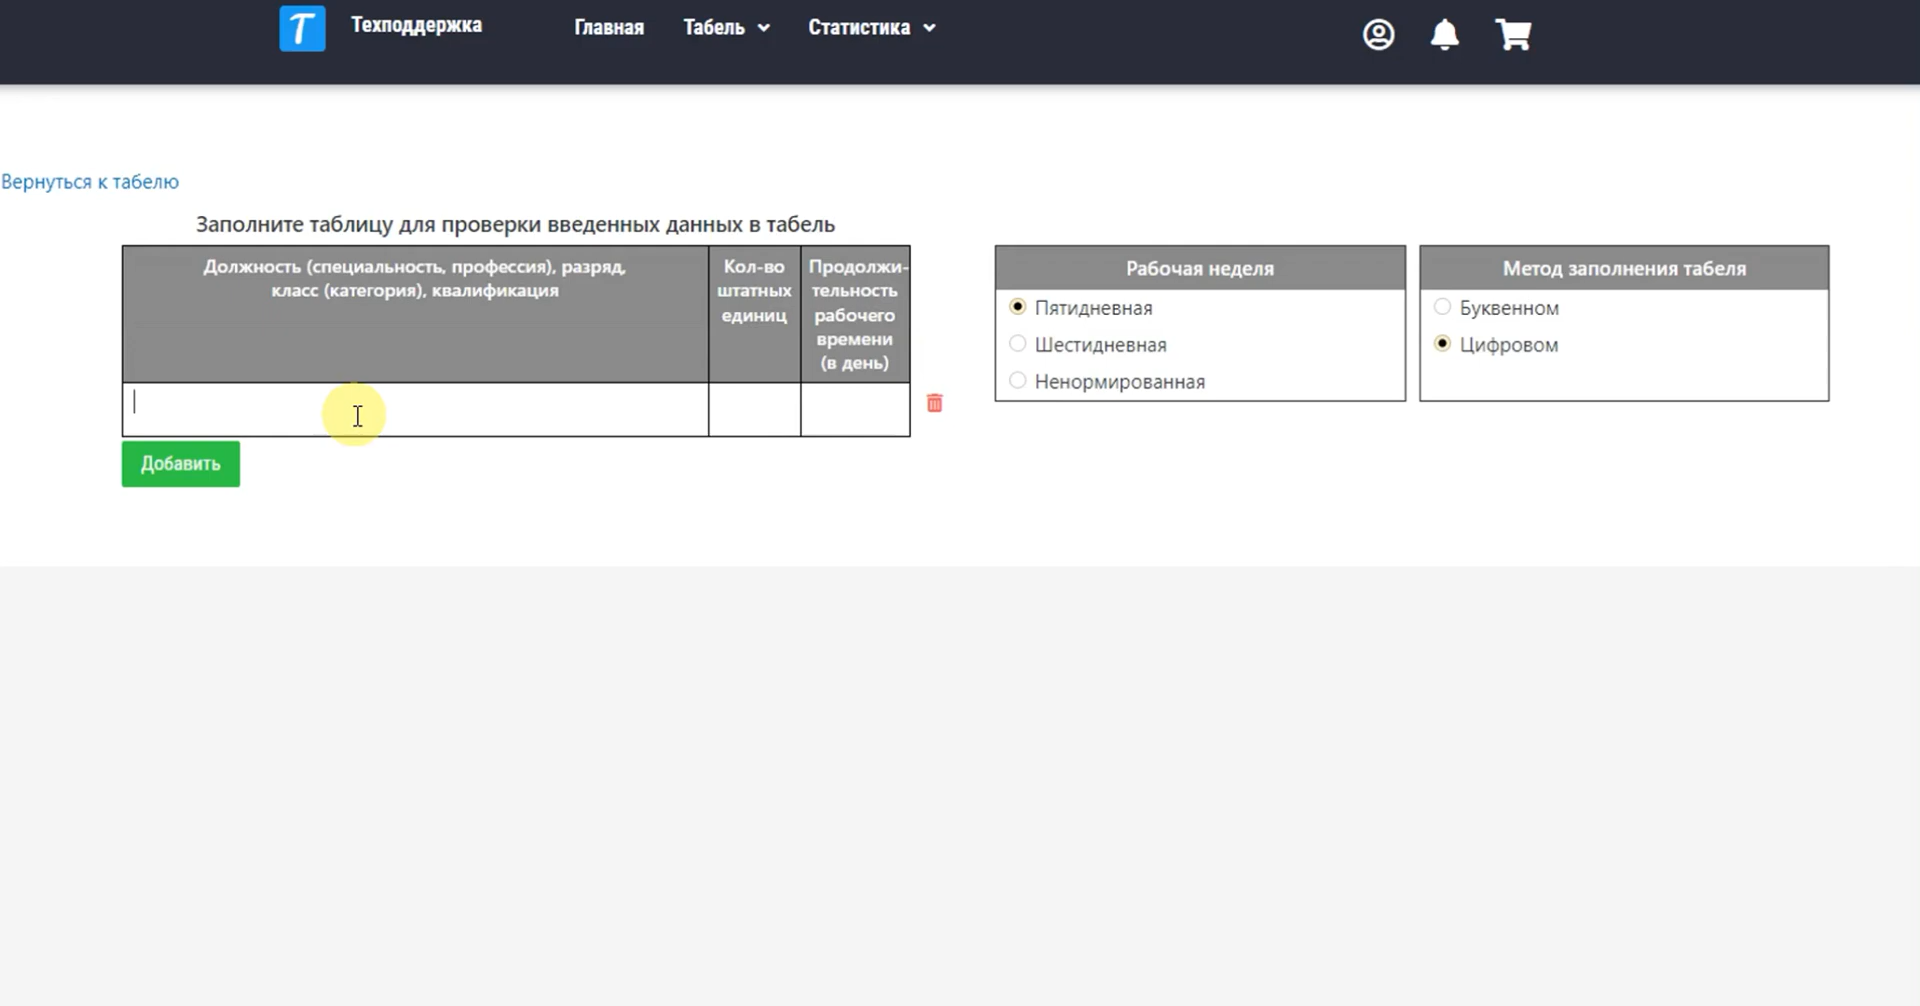 T
Техподдержка
Главная
Табель
Статистика
Вернуться к табелю
Заполните таблицу для проверки введенных данных в табель
Должность (специальность, профессия), разряд,
класс (категория), квалификация
Кол-во
штатных
единиц
Продолжи-
тельность
рабочего
времени
(в день)
Добавить
Рабочая неделя
Пятидневная
Шестидневная
Ненормированная
Метод заполнения табеля
Буквенном
Цифровом